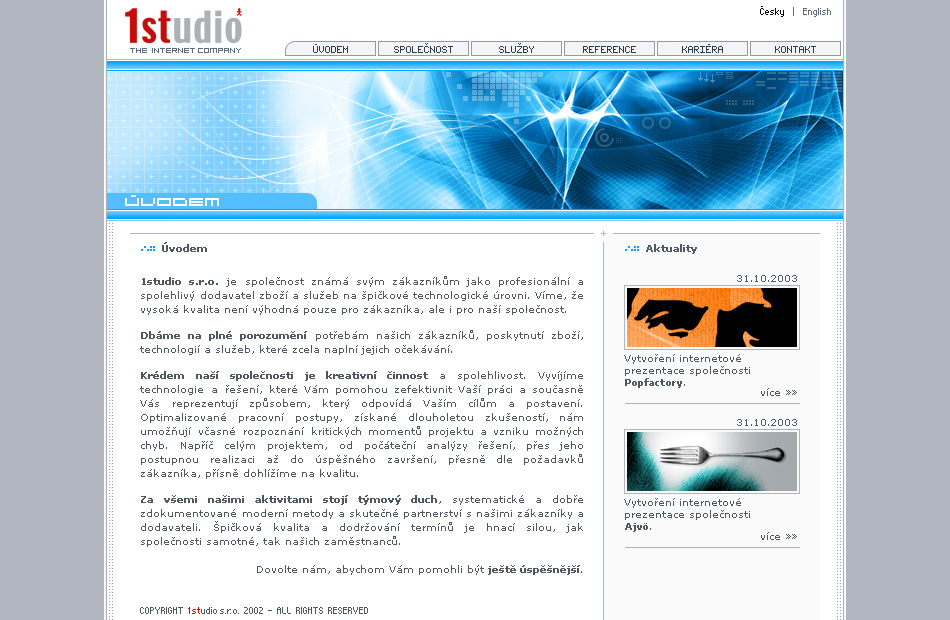 1studio
THE INTERNET COMPANY
Česky | English
ÚVODEM SPOLEČNOST SLUŽBY REFERENCE KARIÉRA KONTAKT
ÚVODEM
Úvodem
1studio s.r.o. je společnost známá svým zákazníkům jako profesionální a
spolehlivý dodavatel zboží a služeb na špičkové technologické úrovni. Víme, že
vysoká kvalita není výhodná pouze pro zákazníka, ale i pro naší společnost.
Dbáme na plné porozumění potřebám našich zákazníků, poskytnutí zboží,
technologií a služeb, které zcela naplní jejich očekávání.
Krédem naší společnosti je kreativní činnost a spolehlivost. Vyvíjíme
technologie a řešení, které Vám pomohou zefektivnit Vaší práci a současně
Vás reprezentují způsobem, který odpovídá Vaším cílům a postavení.
Optimalizované pracovní postupy, získané dlouholetou zkušeností, nám
umožňují včasné rozpoznání kritických momentů projektu a vzniku možných
chyb. Napříč celým projektem, od počáteční analýzy řešení, přes jeho
postupnou realizaci až do úspěšného završení, přesně dle požadavků
zákazníka, přísně dohlížíme na kvalitu.
Za všemi našimi aktivitami stojí týmový duch, systematické a dobře
zdokumentované moderní metody a skutečné partnerství s našimi zákazníky a
dodavateli. Špičková kvalita a dodržování termínů je hnací silou, jak
společnosti samotné, tak našich zaměstnanců.
Dovolte nám, abychom Vám pomohli být ještě úspěšnější.
COPYRIGHT 1studio s.r.o. 2002 - ALL RIGHTS RESERVED
Aktuality
31.10.2003
Vytvoření internetové
prezentace společnosti
Popfactory.
více >>
31.10.2003
Vytvoření internetové
prezentace společnosti
Ajvö.
více >>